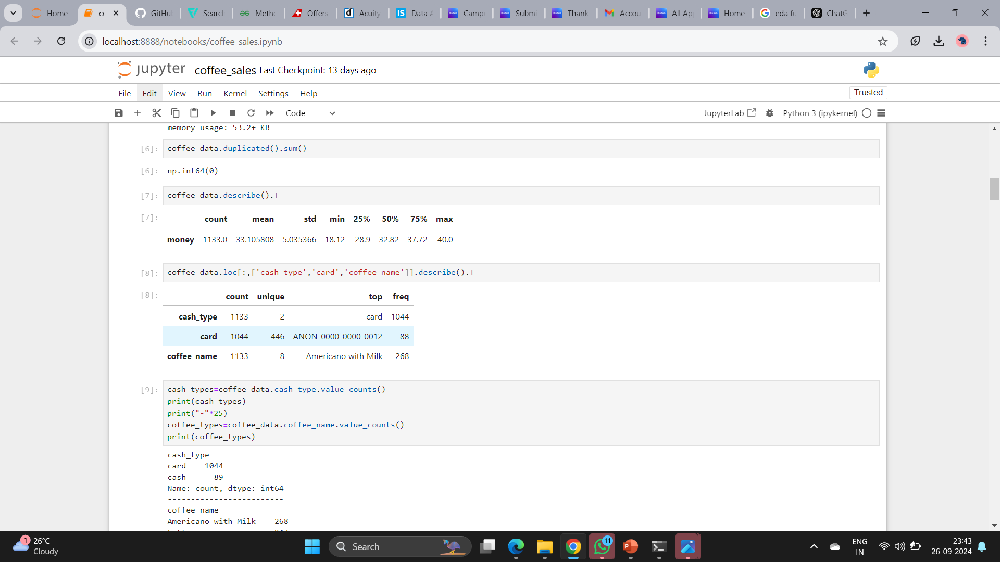 Home
GitHu
Search
Metho
Offers
Acuity
Data A
Camp
Submi
Thank
Accou
All Ap
Home
eda fu
ChatG
localhost:8888/notebooks/coffee_sales.ipynb
jupyter coffee_sales Last Checkpoint: 13 days ago
File Edit View Run Kernel Settings Help
Trusted
Code
JupyterLab
Python 3 (ipykernel)
memory usage: 53.2+ KB
[6]: coffee_data.duplicated().sum()
[6]: np.int64(0)
[7]: coffee_data.describe().T
[7]: count mean std min 25% 50% 75% max
money 1133.0 33.105808 5.035366 18.12 28.9 32.82 37.72 40.0
[8]: coffee_data.loc[:,['cash_type','card','coffee_name']].describe().T
[8]: count unique top freq
cash_type 1133 2 card 1044
card 1044 446 ANON-0000-0000-0012 88
coffee_name 1133 8 Americano with Milk 268
[9]: cash_types=coffee_data.cash_type.value_counts()
print(cash_types)
print("-"*25)
coffee_types=coffee_data.coffee_name.value_counts()
print(coffee_types)
cash_type
card 1044
cash 89
Name: count, dtype: int64
-------------------------
coffee_name
Americano with Milk 268
1
26°C
Cloudy
Search
11
ENG
IN
23:43
26-09-2024